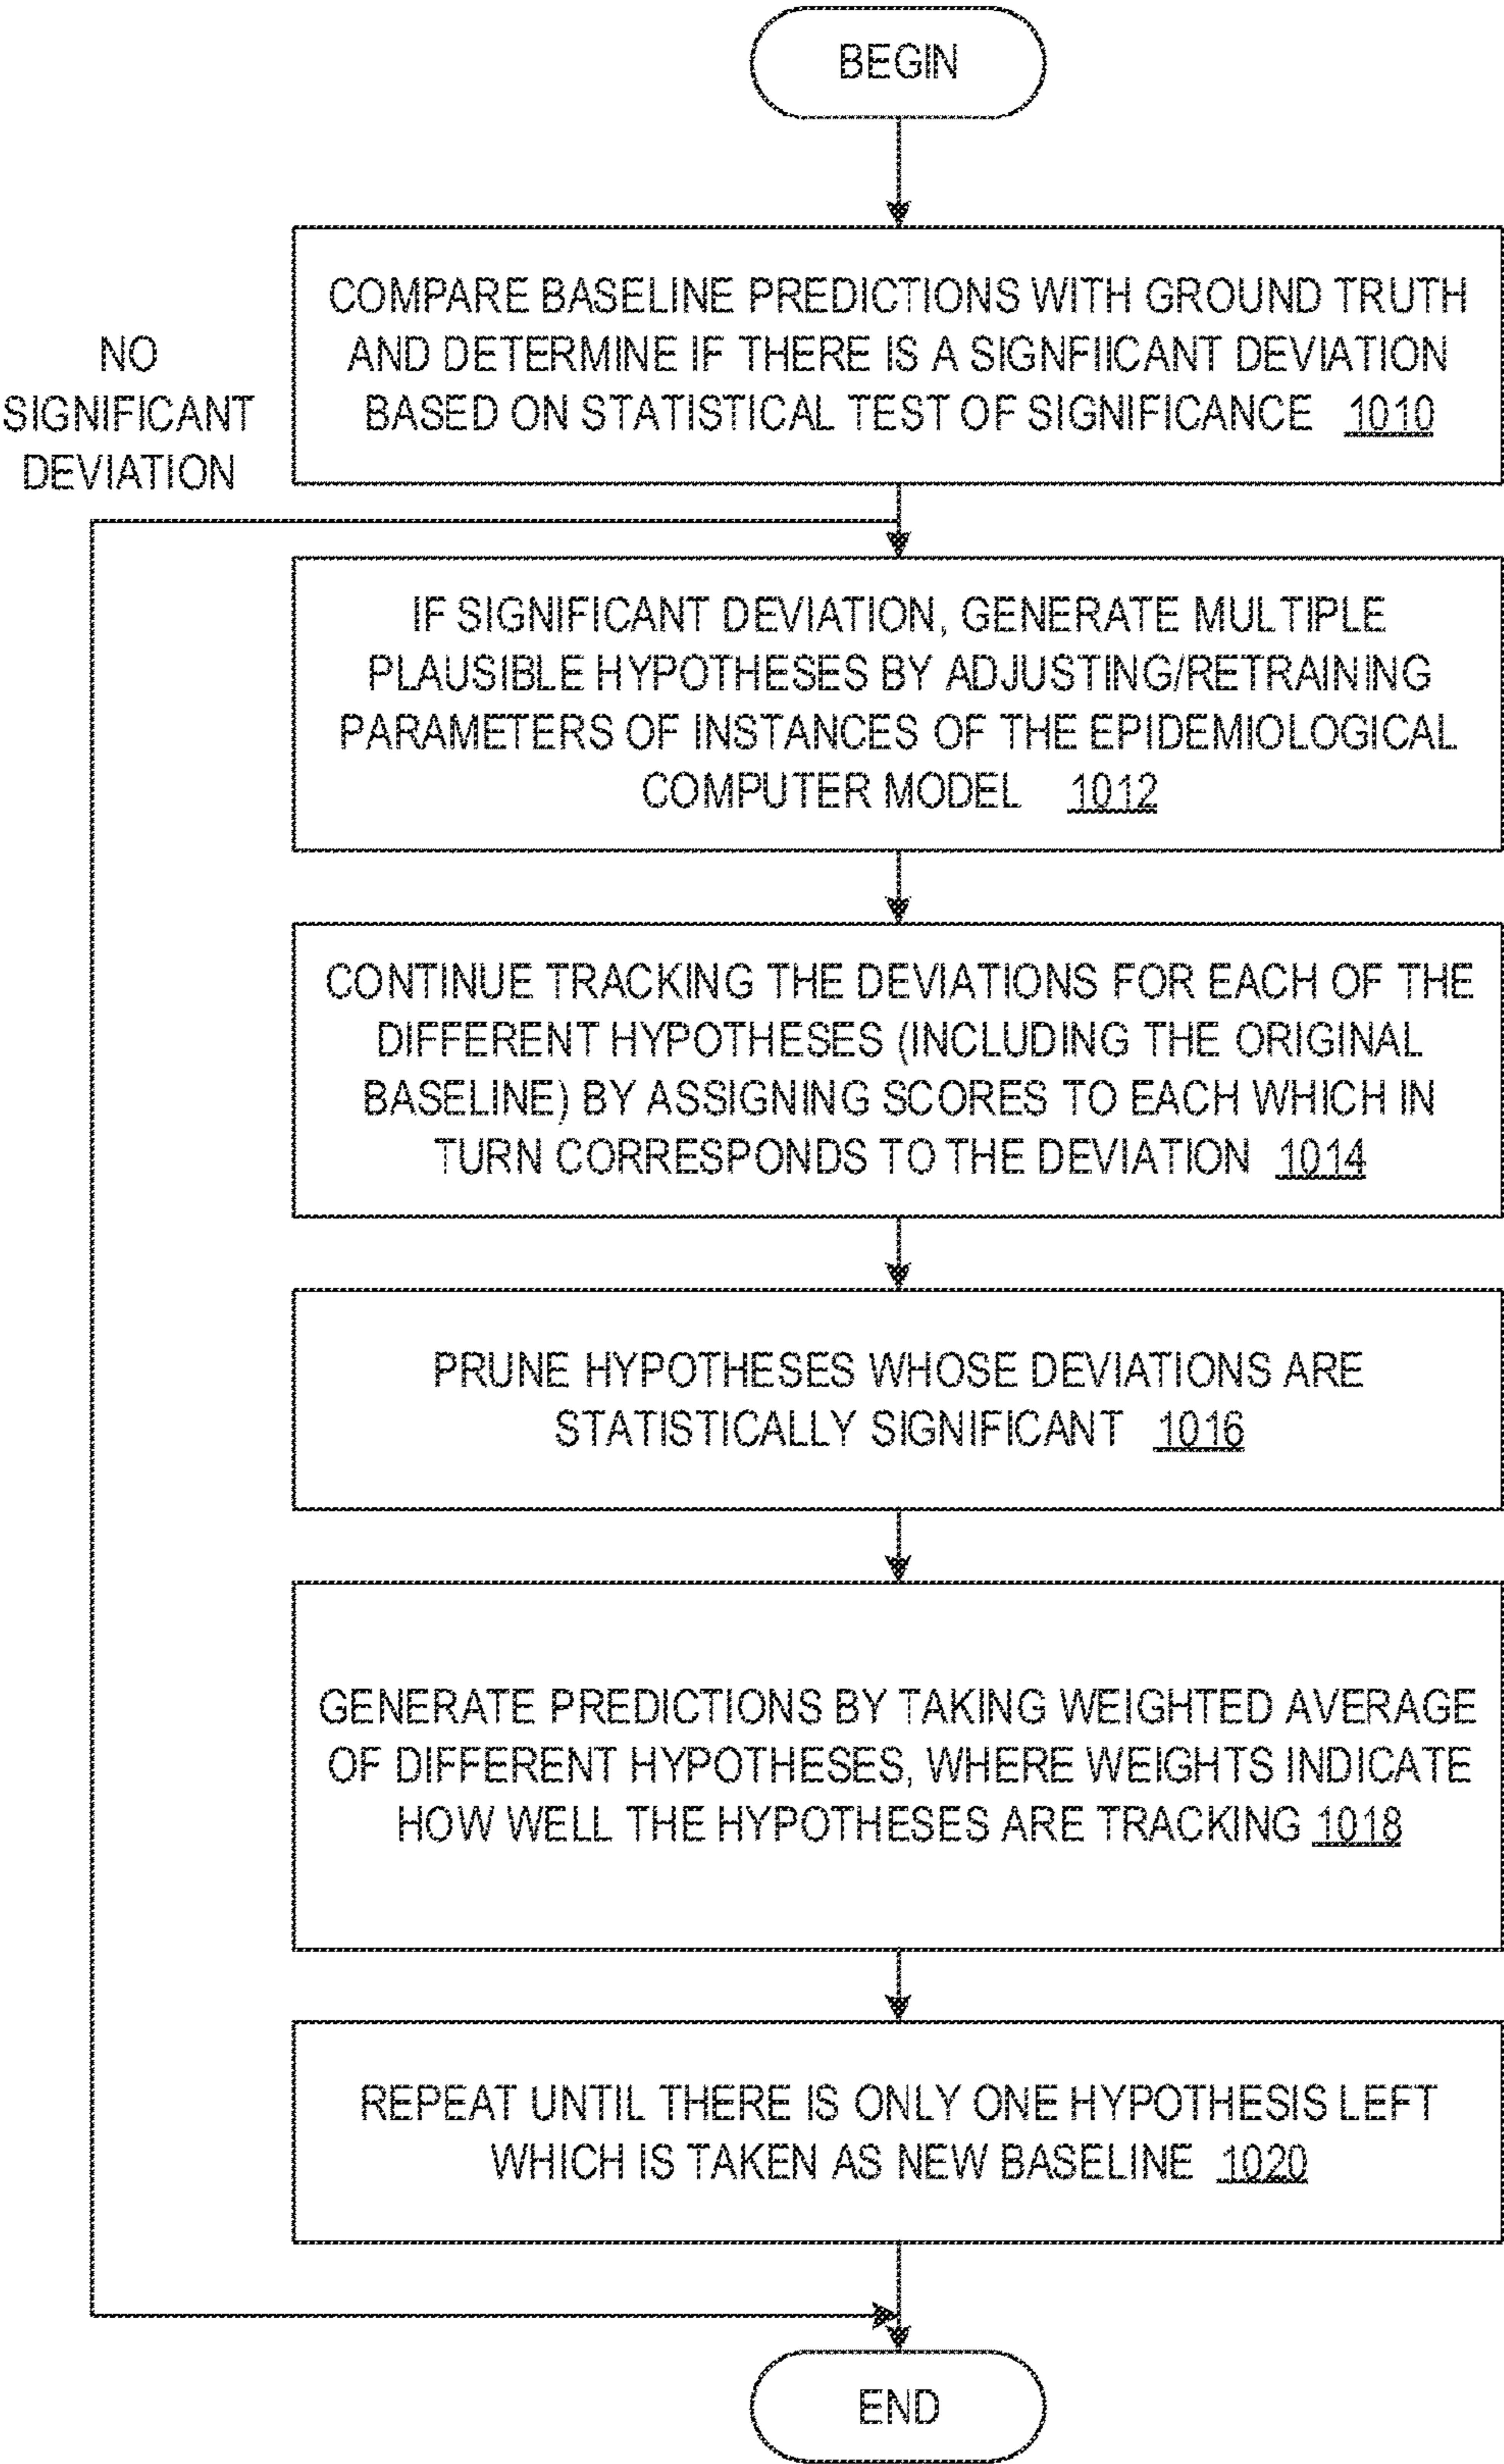 BEGIN
COMPARE BASELINE PREDICTIONS WITH GROUND TRUTH
AND DETERMINE IF THERE IS A SIGNFIICANT DEVIATION
BASED ON STATISTICAL TEST OF SIGNIFICANCE 1010
NO
SIGNIFICANT
DEVIATION
IF SIGNIFICANT DEVIATION, GENERATE MULTIPLE
PLAUSIBLE HYPOTHESES BY ADJUSTING/RETRAINING
PARAMETERS OF INSTANCES OF THE EPIDEMIOLOGICAL
COMPUTER MODEL 1012
CONTINUE TRACKING THE DEVIATIONS FOR EACH OF THE
DIFFERENT HYPOTHESES (INCLUDING THE ORIGINAL
BASELINE) BY ASSIGNING SCORES TO EACH WHICH IN
TURN CORRESPONDS TO THE DEVIATION 1014
PRUNE HYPOTHESES WHOSE DEVIATIONS ARE
STATISTICALLY SIGNIFICANT 1016
GENERATE PREDICTIONS BY TAKING WEIGHTED AVERAGE
OF DIFFERENT HYPOTHESES, WHERE WEIGHTS INDICATE
HOW WELL THE HYPOTHESES ARE TRACKING 1018
REPEAT UNTIL THERE IS ONLY ONE HYPOTHESIS LEFT
WHICH IS TAKEN AS NEW BASELINE 1020
END